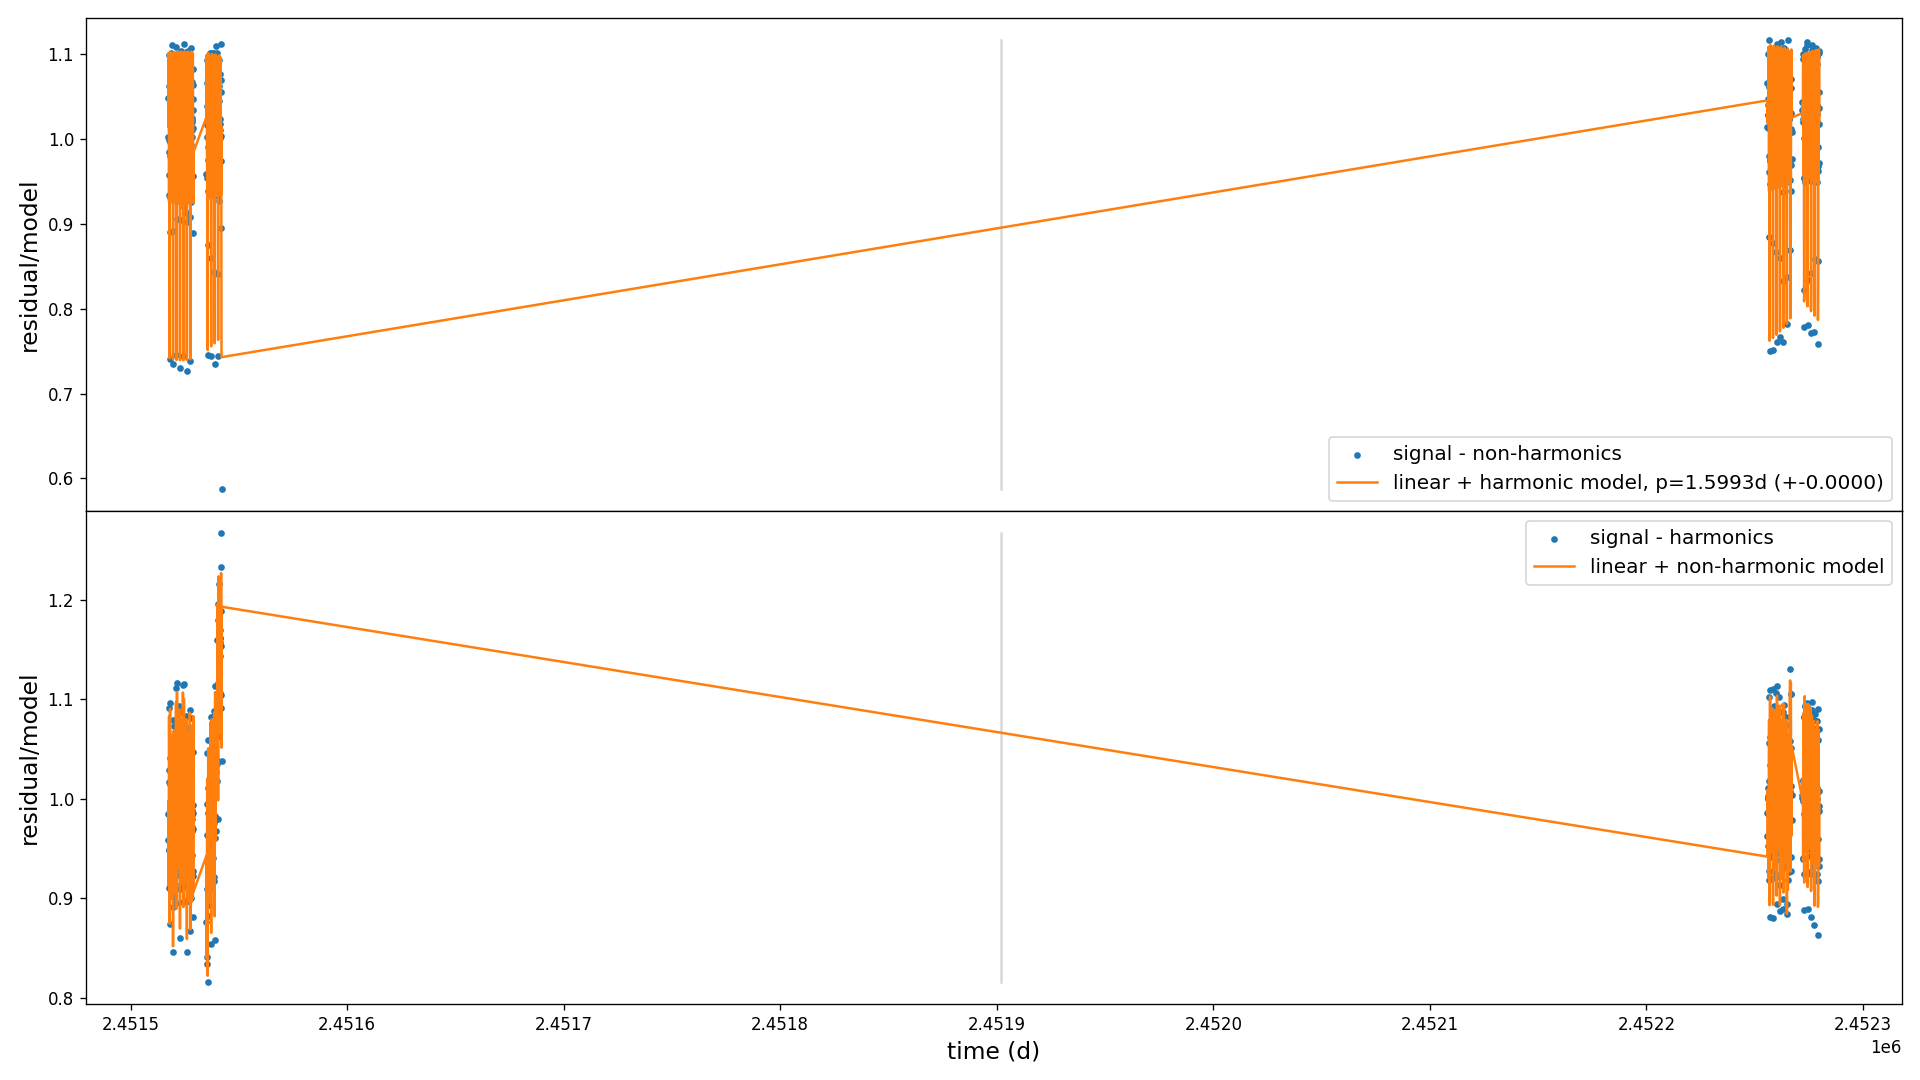 1.1
1.0
0.9
0.8
0.7
0.6
residual/model
signal - non-harmonics
linear + harmonic model, p=1.5993d (+-0.0000)
signal - harmonics
linear + non-harmonic model
1.2
1.1
1.0
0.9
0.8
residual/model
2.4515 2.4516 2.4517 2.4518 2.4519 2.4520 2.4521 2.4522 2.4523
1e6
time (d)